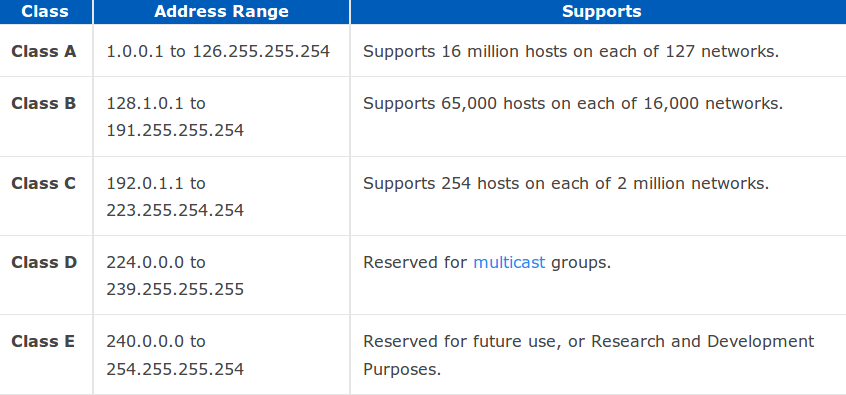 Class Address Range Supports
Class A 1.0.0.1 to 126.255.255.254 Supports 16 million hosts on each of 127 networks.
Class B 128.1.0.1 to Supports 65,000 hosts on each of 16,000 networks.
191.255.255.254
Class C 192.0.1.1 to Supports 254 hosts on each of 2 million networks.
223.255.254.254
Class D 224.0.0.0 to Reserved for multicast groups.
239.255.255.255
Class E 240.0.0.0 to Reserved for future use, or Research and Development
254.255.255.254 Purposes.